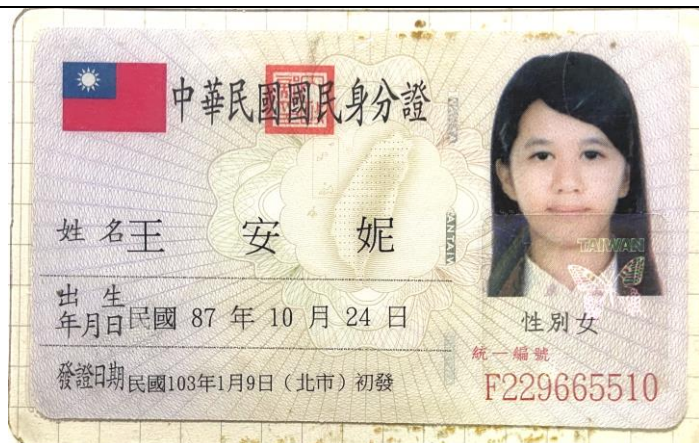 中華民國國民身分證
姓名 王安妮
出生年月日 民國 87 年 10 月 24 日
發證日期 民國103年1月9日（北市）初發
TAIWAN
性別 女
統一編號
F229665510